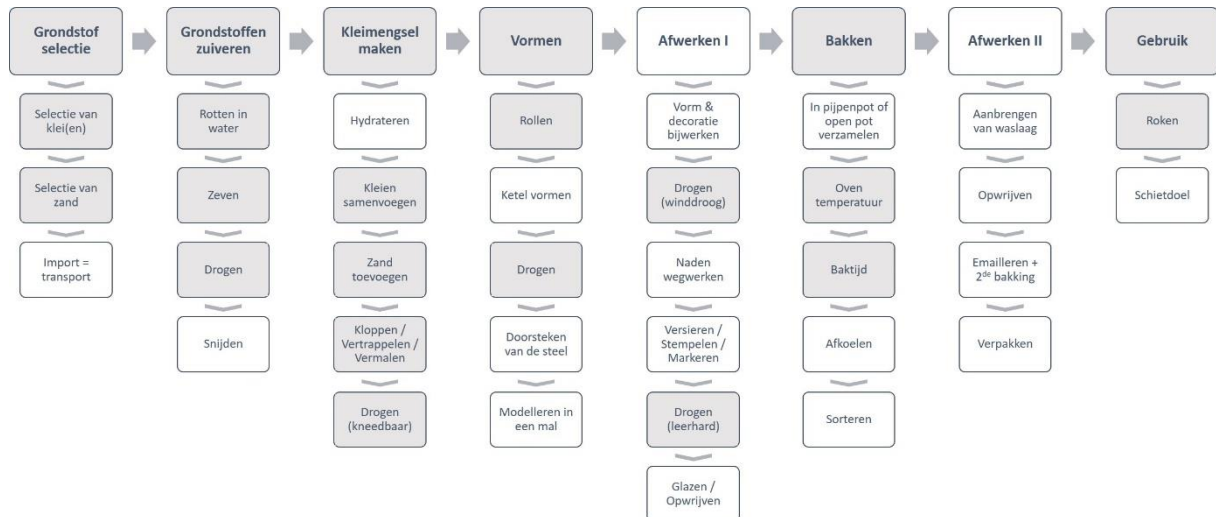 Grondstof
selectie
Selectie van
klei(en)
Selectie van
zand
Import =
transport
Grondstoffen
zuiveren
Rotten in
water
Zeven
Drogen
Snijden
Kleimengsel
maken
Hydrateren
Kleien
samenvoegen
Zand
toevoegen
Kloppen /
Vertrappelen /
Vermalen
Drogen
(kneedbaar)
Vormen
Rollen
Ketel vormen
Drogen
Doorsteken
van de steel
Modelleren in
een mal
Afwerken I
Vorm &
decoratie
bijwerken
Drogen
(winddroog)
Naden
wegwerken
Versieren /
Stempelen /
Markeren
Drogen
(leerhard)
Glazen /
Opwrijven
Bakken
In pijpenpot of
open pot
verzamelen
Oven
temperatuur
Baktijd
Afkoelen
Sorteren
Afwerken II
Aanbrengen
van waslaag
Opwrijven
Emailleren +
2de bakking
Verpakken
Gebruik
Roken
Schietdoel